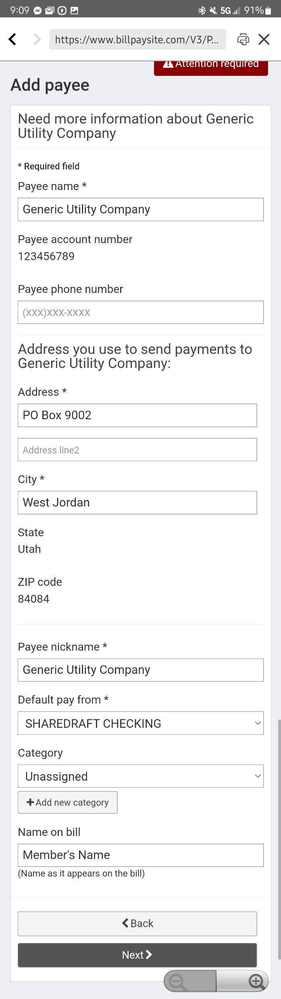 9:09 5G 91%
https://www.billpaysite.com/V3/P...
Attention required
Add payee
Need more information about Generic
Utility Company
* Required field
Payee name *
Generic Utility Company
Payee account number
123456789
Payee phone number
(XXX)XXX-XXXX
Address you use to send payments to
Generic Utility Company:
Address *
PO Box 9002
Address line2
City *
West Jordan
State
Utah
ZIP code
84084
Payee nickname *
Generic Utility Company
Default pay from *
SHAREDRAFT CHECKING
Category
Unassigned
Add new category
Name on bill
Member's Name
(Name as it appears on the bill)
Back
Next